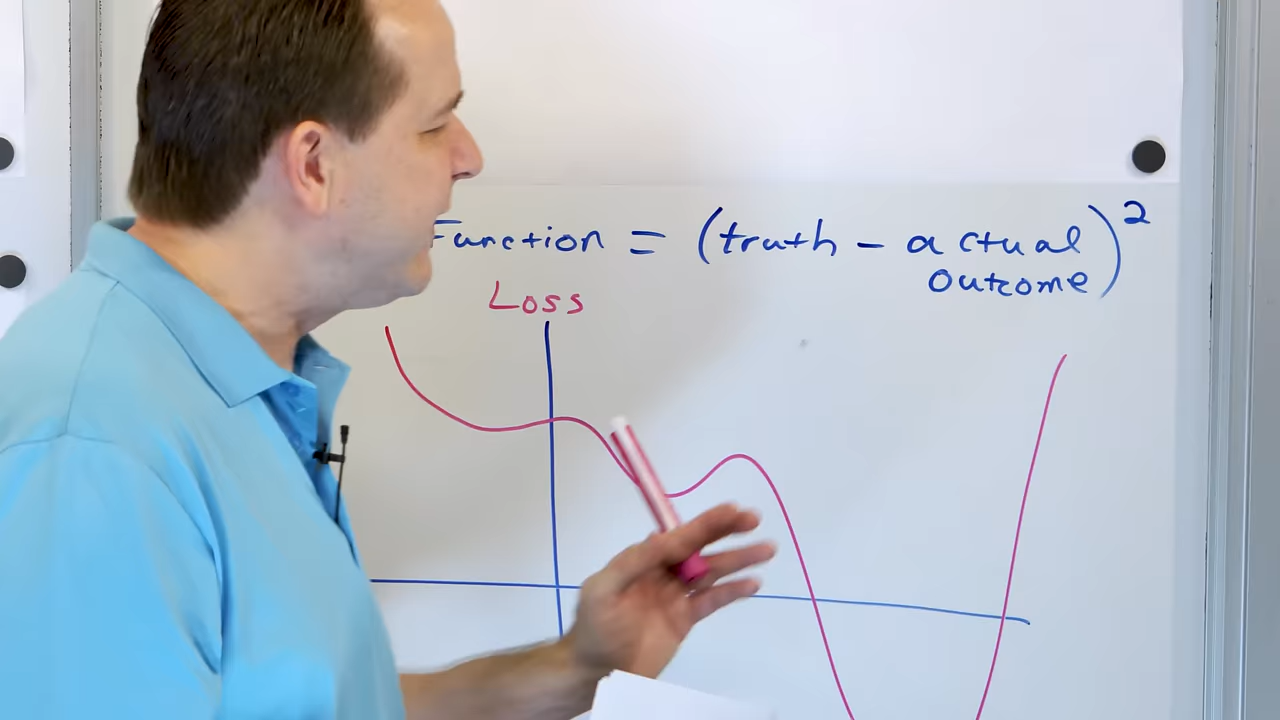 Function = (truth - actual
outcome)²
Loss